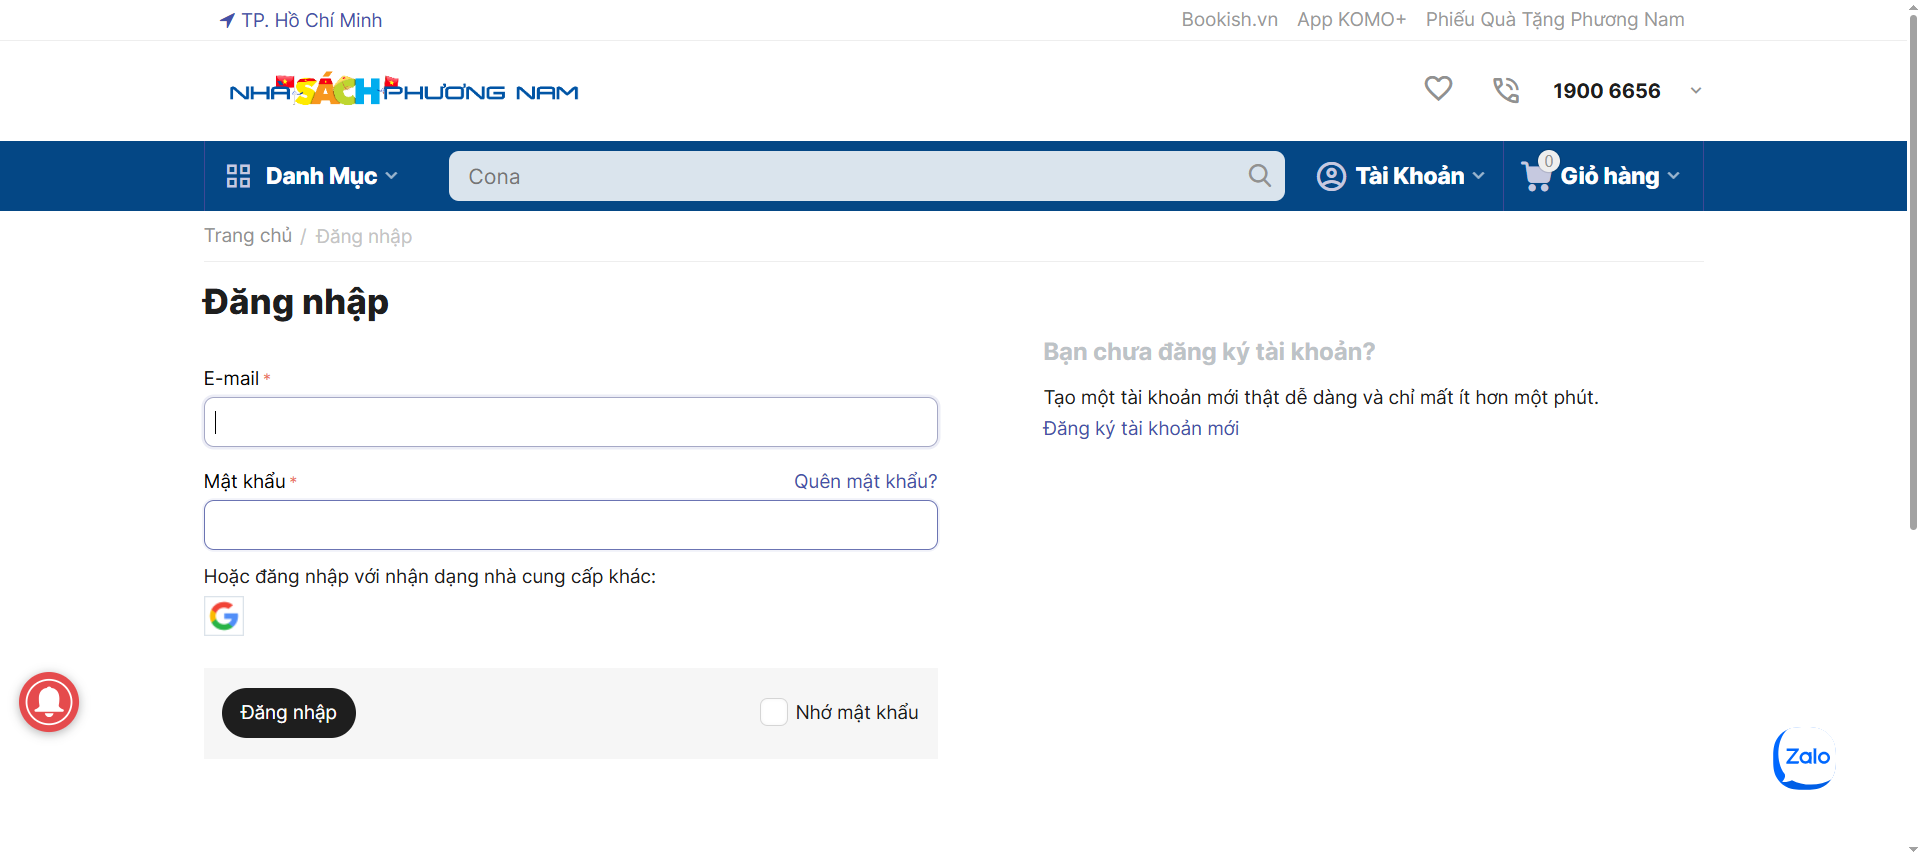 TP. Hồ Chí Minh
Bookish.vn App KOMO+ Phiếu Quà Tặng Phương Nam
NHÀ SÁCH PHƯƠNG NAM
1900 6656
Danh Mục
Cona
Tài Khoản
0
Giỏ hàng
Trang chủ / Đăng nhập
Đăng nhập
Bạn chưa đăng ký tài khoản?
E-mail *
Tạo một tài khoản mới thật dễ dàng và chỉ mất ít hơn một phút.
Đăng ký tài khoản mới
Mật khẩu *
Quên mật khẩu?
Hoặc đăng nhập với nhận dạng nhà cung cấp khác:
G
Đăng nhập
Nhớ mật khẩu
Zalo